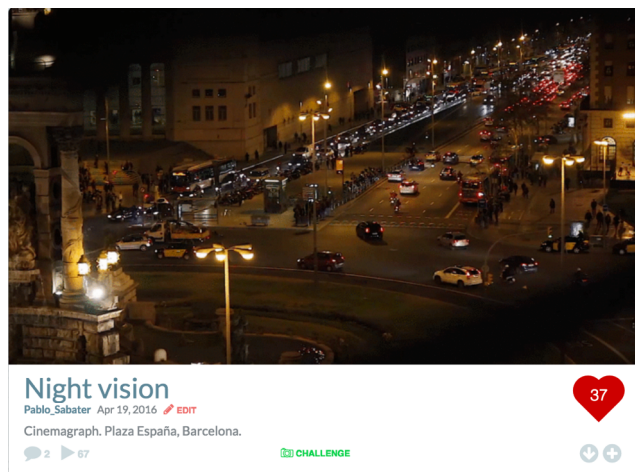 Night vision
37
Pablo_Sabater Apr 19, 2016 EDIT
Cinemagraph. Plaza España, Barcelona.
2 67 CHALLENGE